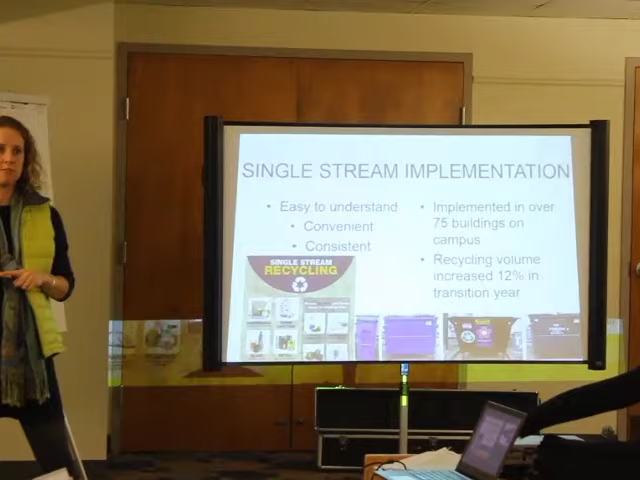 SINGLE STREAM IMPLEMENTATION
• Easy to understand
• Convenient
• Consistent
• Implemented in over
75 buildings on
campus
• Recycling volume
increased 12% in
transition year
SINGLE STREAM
RECYCLING